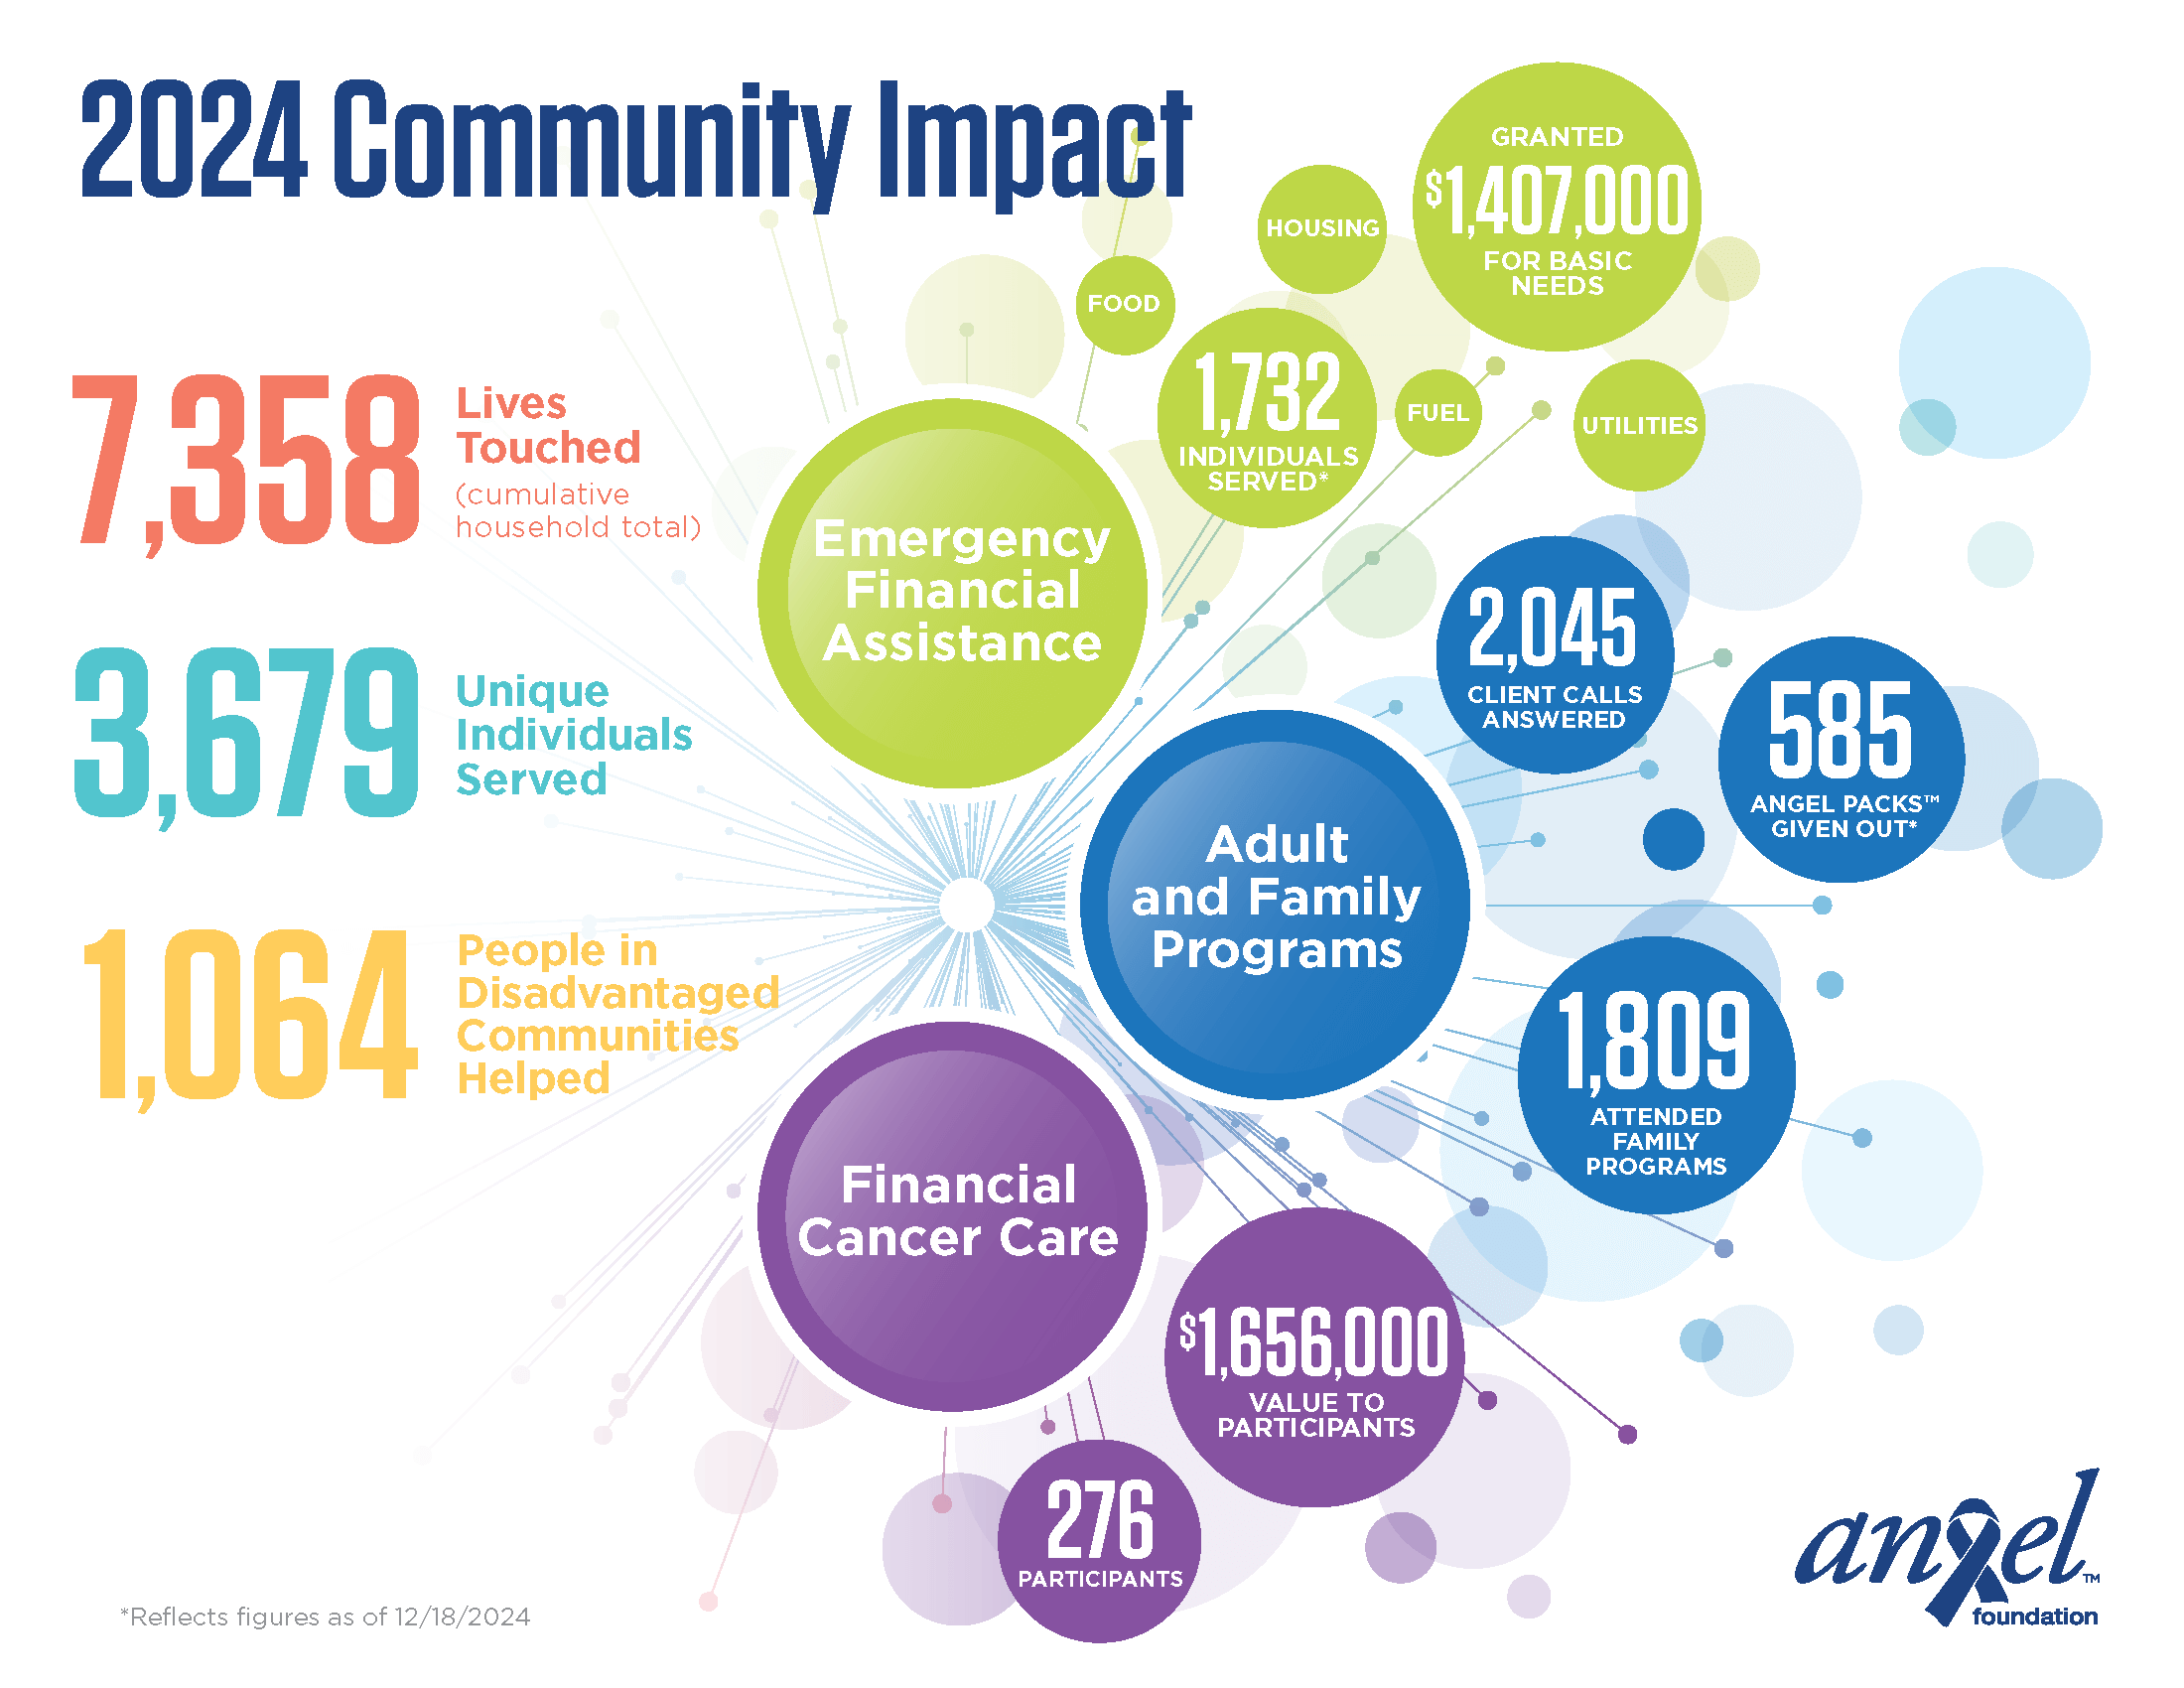 2024 Community Impact
7,358
Lives
Touched
(cumulative
household total)
3,679
Unique
Individuals
Served
1,064
People in
Disadvantaged
Communities
Helped
Emergency
Financial
Assistance
FOOD
HOUSING
GRANTED
$1,407,000
FOR BASIC
NEEDS
1,732
INDIVIDUALS
SERVED*
FUEL
UTILITIES
Adult
and Family
Programs
2,045
CLIENT CALLS
ANSWERED
585
ANGEL PACKS™
GIVEN OUT*
1,809
ATTENDED
FAMILY
PROGRAMS
Financial
Cancer Care
$1,656,000
VALUE TO
PARTICIPANTS
276
PARTICIPANTS
*Reflects figures as of 12/18/2024
angel™
foundation